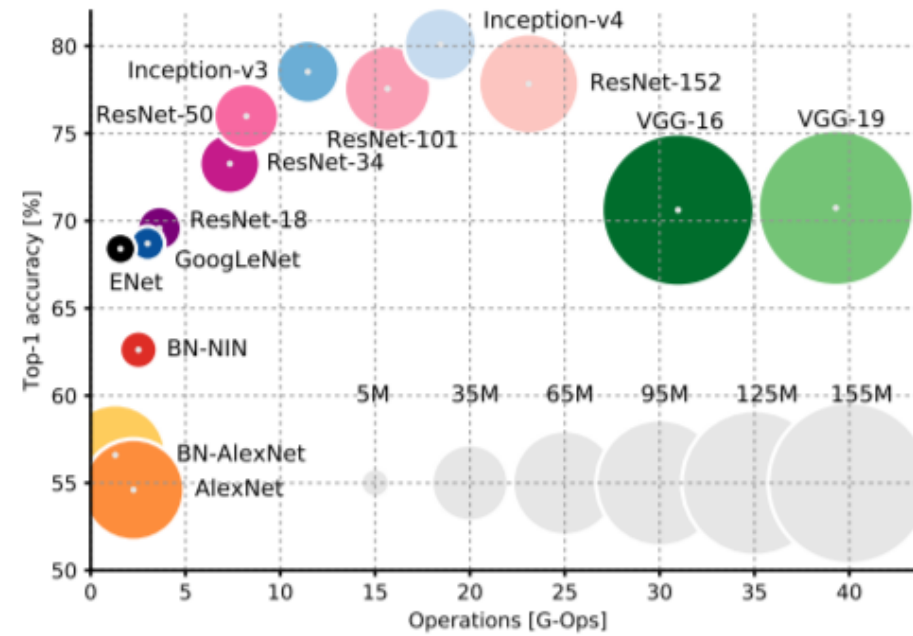 Inception-v4
80
Inception-v3
ResNet-152
ResNet-50
VGG-16
VGG-19
75
ResNet-101
ResNet-34
70
ResNet-18
GoogLeNet
ENet
65
BN-NIN
60
5M 35M 65M 95M 125M 155M
BN-AlexNet
55
AlexNet
50
0 5 10 15 20 25 30 35 40
Operations [G-Ops]
Top-1 accuracy [%]